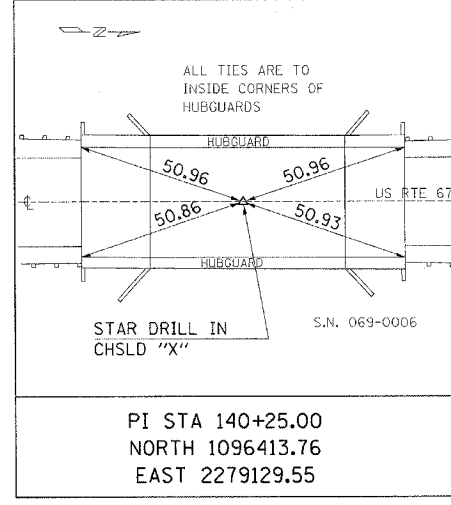 N
ALL TIES ARE TO
INSIDE CORNERS OF
HUBGUARDS
HUBGUARD
50.96
50.96
℄
US RTE 67
50.86
50.93
HUBGUARD
STAR DRILL IN
CHSLD "X"
S.N. 069-0006
PI STA 140+25.00
NORTH 1096413.76
EAST 2279129.55